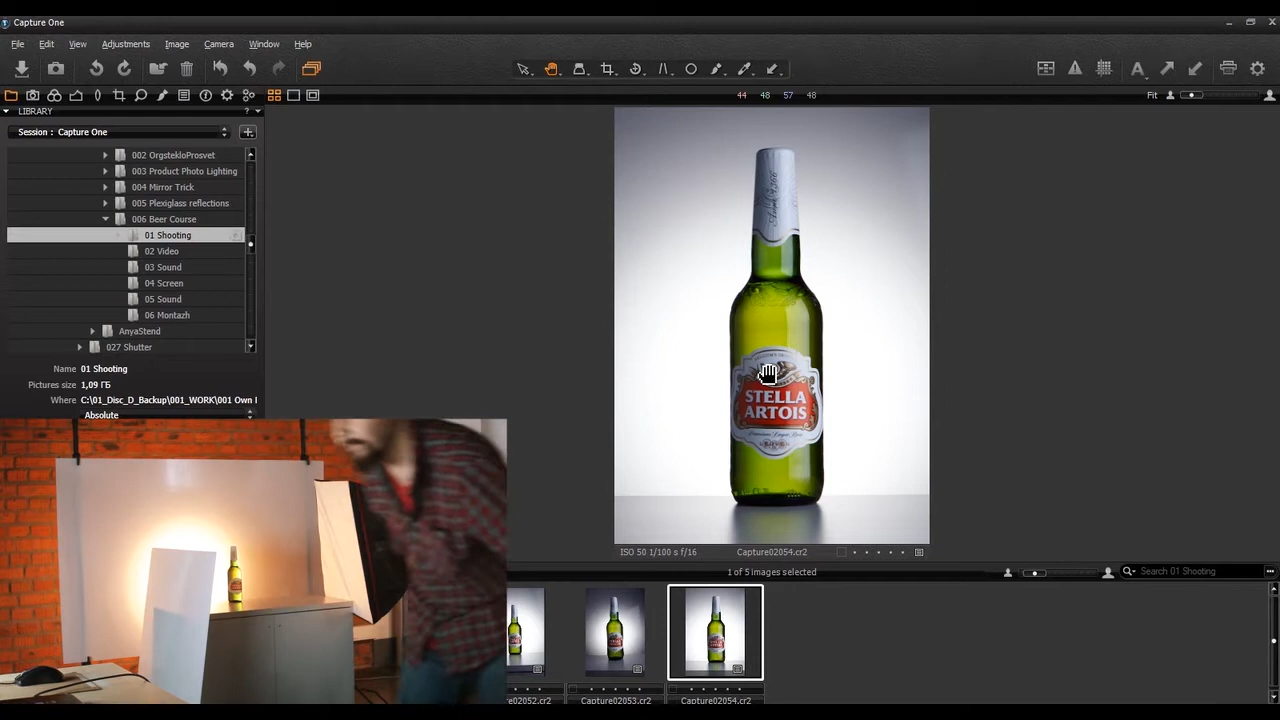 Capture One
File Edit View Adjustments Image Camera Window Help
44 48 57 48
Fit
LIBRARY
Session : Capture One
002 OrgstekloProsvet
003 Product Photo Lighting
004 Mirror Trick
005 Plexiglass reflections
006 Beer Course
01 Shooting
02 Video
03 Sound
04 Screen
05 Sound
06 Montazh
AnyaStend
027 Shutter
Name 01 Shooting
Pictures size 1,09 ГБ
Where C:\01_Disc_D_Backup\001_WORK\001 Own I
Absolute
STELLA
ARTOIS
ISO 50 1/100 s f/16
Capture02054.cr2
1 of 5 images selected
Search 01 Shooting
re02052.cr2
Capture02053.cr2
Capture02054.cr2